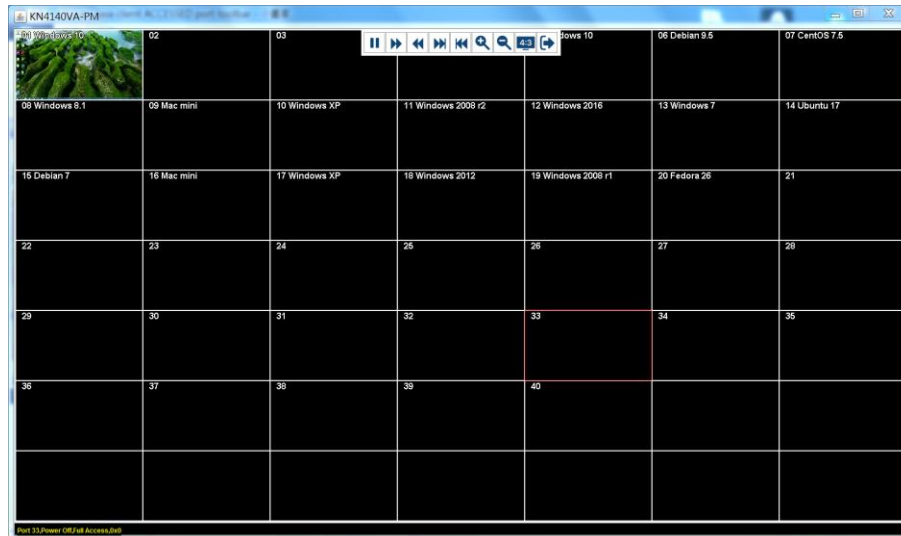 KN4140VA-PM
01 Windows 10
02
03
dows 10
06 Debian 9.5
07 CentOS 7.5
4:3
08 Windows 8.1
09 Mac mini
10 Windows XP
11 Windows 2008 r2
12 Windows 2016
13 Windows 7
14 Ubuntu 17
15 Debian 7
16 Mac mini
17 Windows XP
18 Windows 2012
19 Windows 2008 r1
20 Fedora 26
21
22
23
24
25
26
27
28
29
30
31
32
33
34
35
36
37
38
39
40
Port 33,Power Off,Full Access,0x0